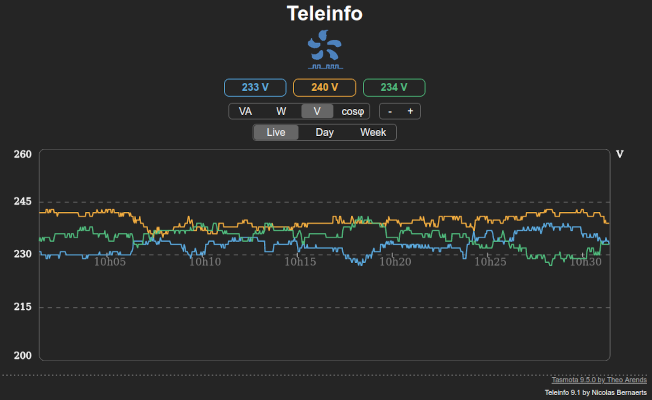 Teleinfo
233 V 240 V 234 V
VA W V cosφ - +
Live Day Week
260 V
245
230
10h05 10h10 10h15 10h20 10h25 10h30
215
200
Tasmota 9.5.0 by Theo Arends
Teleinfo 9.1 by Nicolas Bernaerts